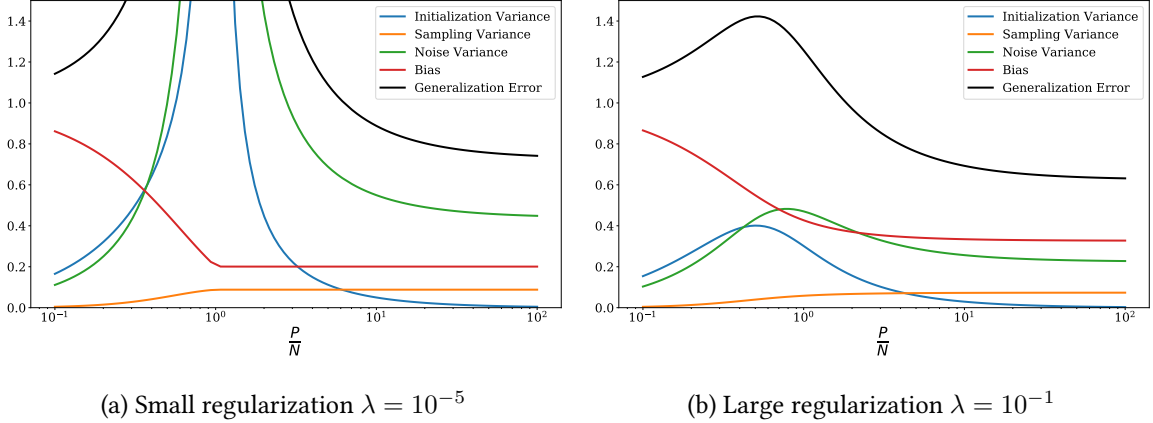 1.4
1.2
1.0
0.8
0.6
0.4
0.2
0.0
10⁻¹ 10⁰ 10¹ 10²
P
N
Initialization Variance
Sampling Variance
Noise Variance
Bias
Generalization Error
(a) Small regularization λ = 10⁻⁵
1.4
1.2
1.0
0.8
0.6
0.4
0.2
0.0
10⁻¹ 10⁰ 10¹ 10²
P
N
Initialization Variance
Sampling Variance
Noise Variance
Bias
Generalization Error
(b) Large regularization λ = 10⁻¹